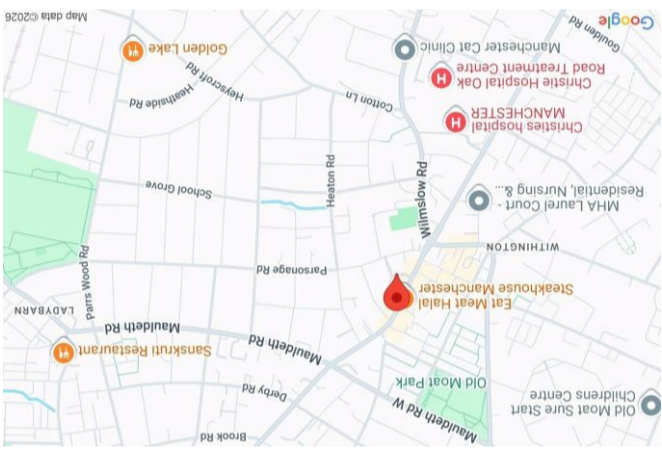 Brook Rd
Old Moat Sure Start
Childrens Centre
Mauldeth Rd W
Derby Rd
Old Moat Park
Mauldeth Rd
Sanskruti Restaurant
Mauldeth Rd
LADYBARN
Eat Meat Halal
Steakhouse Manchester
Parsonage Rd
Parrs Wood Rd
WITHINGTON
MHA Laurel Court -
Residential, Nursing &...
Wilmslow Rd
Heaton Rd
School Grove
Christies hospital
MANCHESTER
Cotton Ln
Heathside Rd
Heyscroft Rd
Christie Hospital Oak
Road Treatment Centre
Manchester Cat Clinic
Golden Lake
Goulden Rd
Google
Map data ©2026